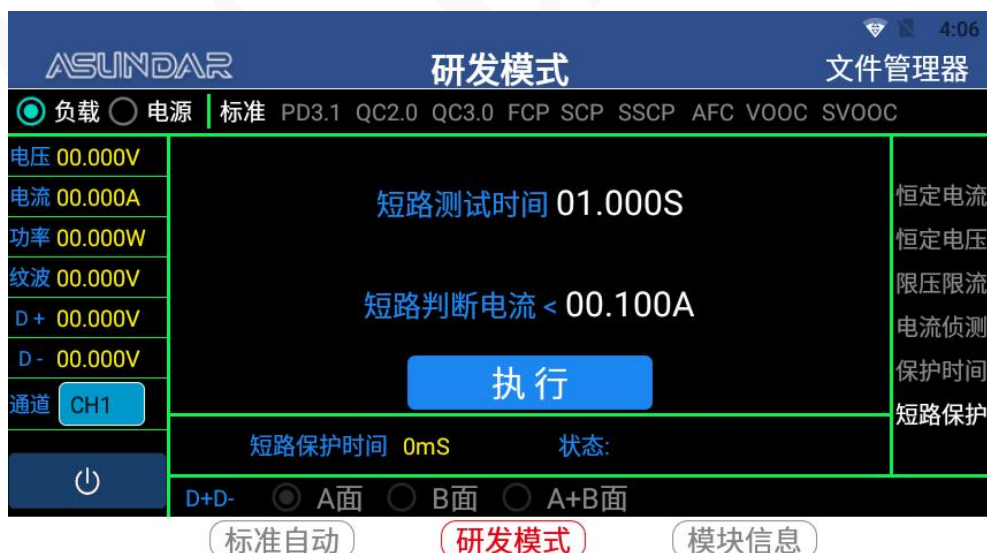 4:06
ASUNDAR 研发模式 文件管理器
负载 电源 标准 PD3.1 QC2.0 QC3.0 FCP SCP SSCP AFC VOOC SVOOC
电压 00.000V
电流 00.000A
功率 00.000W
纹波 00.000V
D+ 00.000V
D- 00.000V
通道 CH1
短路测试时间 01.000S
短路判断电流 < 00.100A
执行
短路保护时间 0mS 状态:
D+D- A面 B面 A+B面
恒定电流
恒定电压
限压限流
电流侦测
保护时间
短路保护
标准自动 研发模式 模块信息